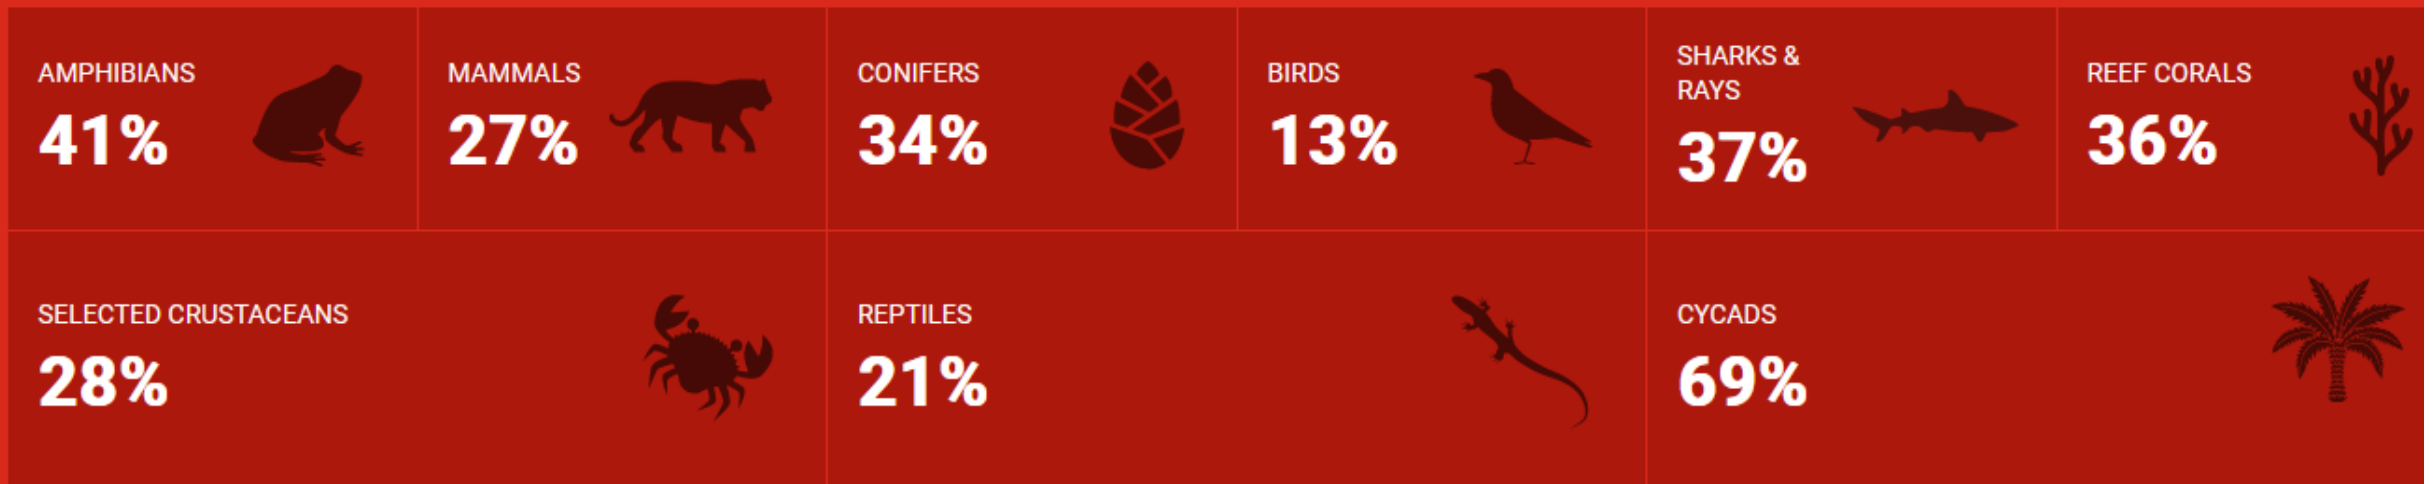 AMPHIBIANS
41%
MAMMALS
27%
CONIFERS
34%
BIRDS
13%
SHARKS &
RAYS
37%
REEF CORALS
36%
SELECTED CRUSTACEANS
28%
REPTILES
21%
CYCADS
69%